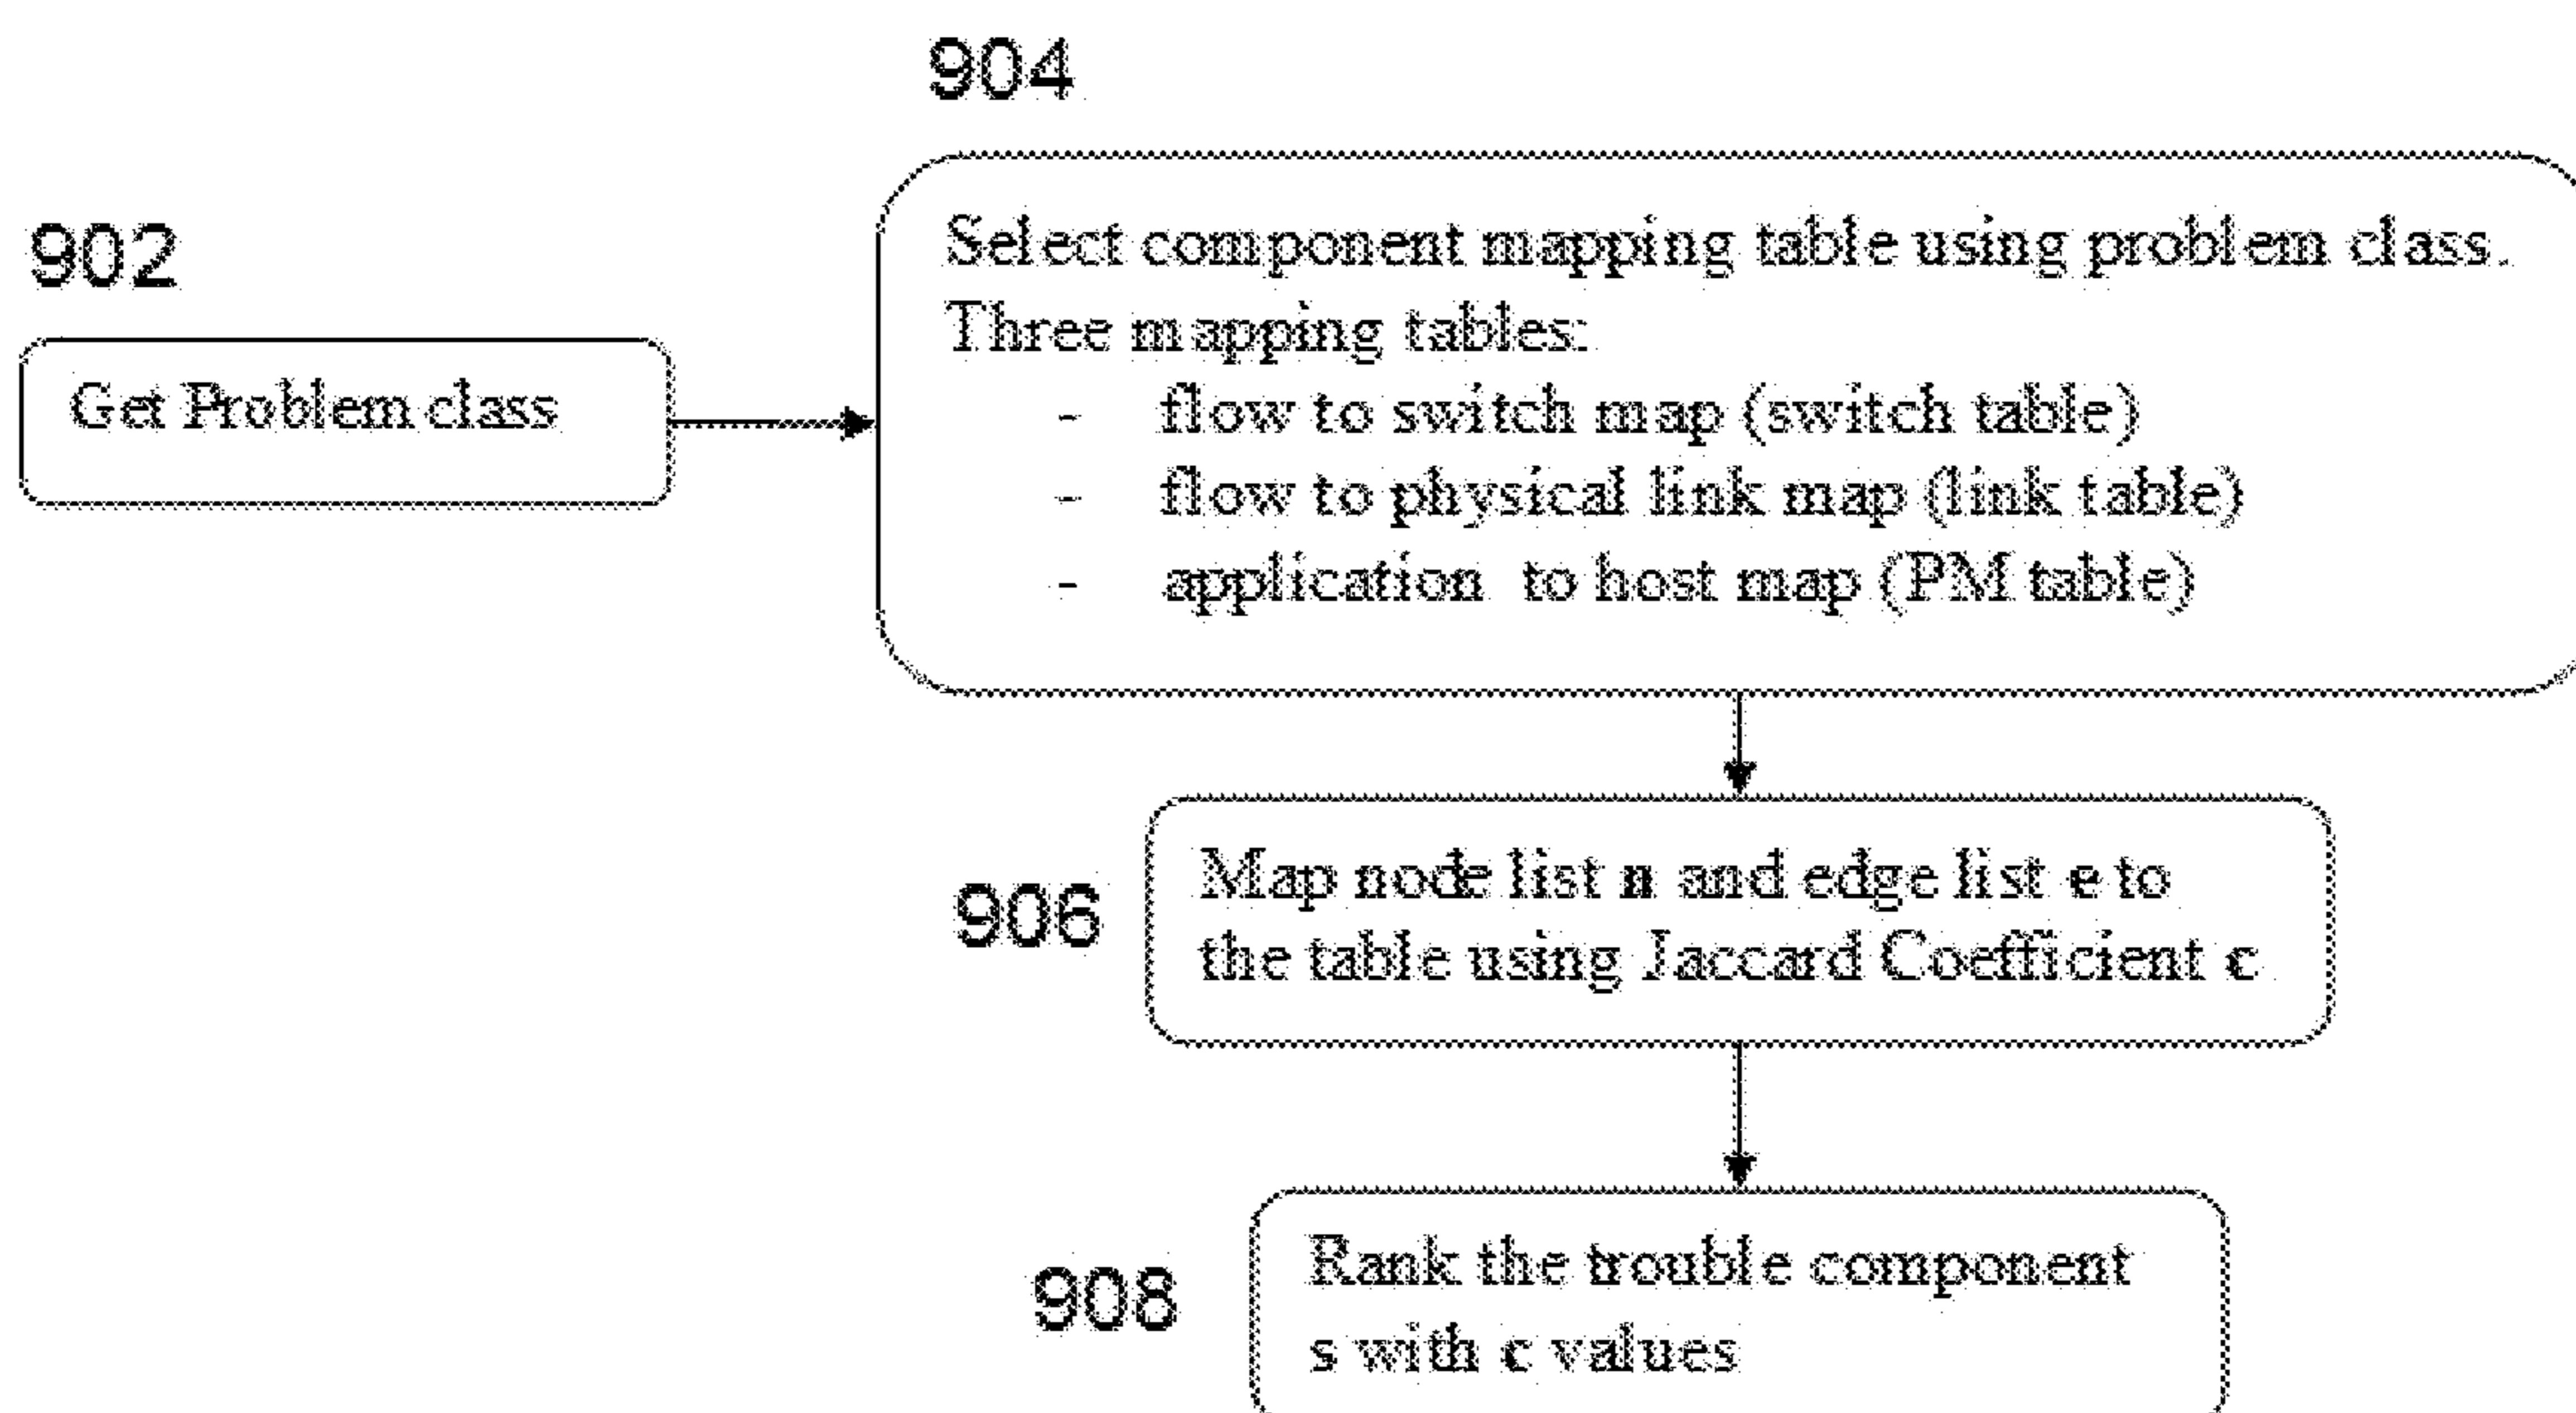 904
902
Get Problem class
Select component mapping table using problem class.
Three mapping tables:
- flow to switch map (switch table)
- flow to physical link map (link table)
- application to host map (PM table)
906
Map node list n and edge list e to
the table using Jaccard Coefficient c
908
Rank the trouble component
s with c values